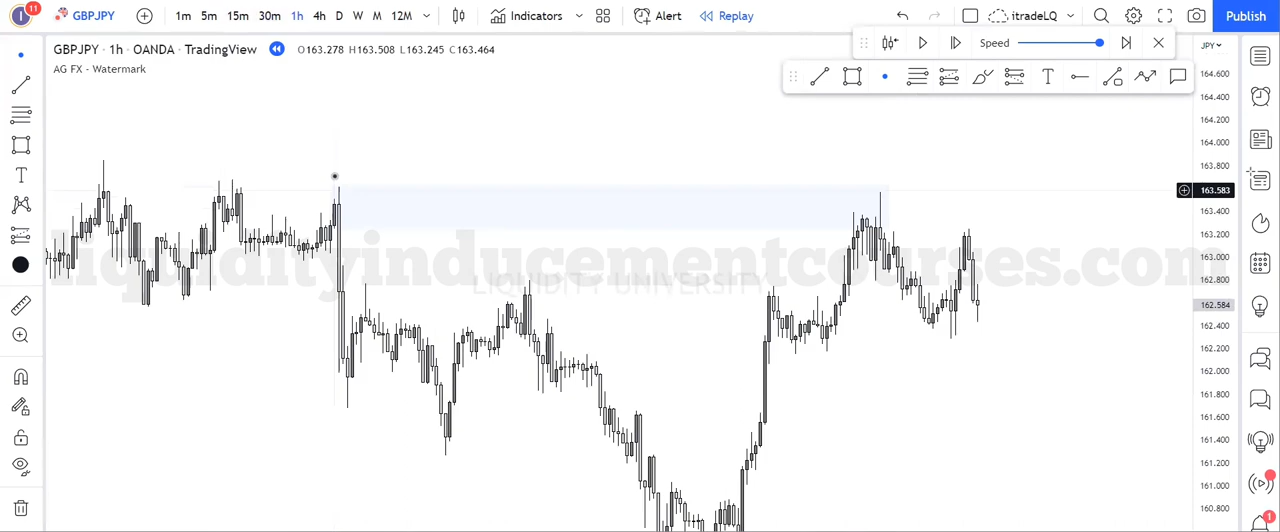 11
GBPJPY
1m 5m 15m 30m 1h 4h D W M 12M
Indicators
Alert
Replay
itradeLQ
Publish
GBPJPY · 1h · OANDA · TradingView O163.278 H163.508 L163.245 C163.464
AG FX - Watermark
Speed
JPY
164.600
164.400
164.200
164.000
163.800
163.583
163.400
163.200
163.000
162.800
162.584
162.400
162.200
162.000
161.800
161.600
161.400
161.200
161.000
160.800
liquidityinducementcourses.com
LIQUIDITY UNIVERSITY
T
T
1